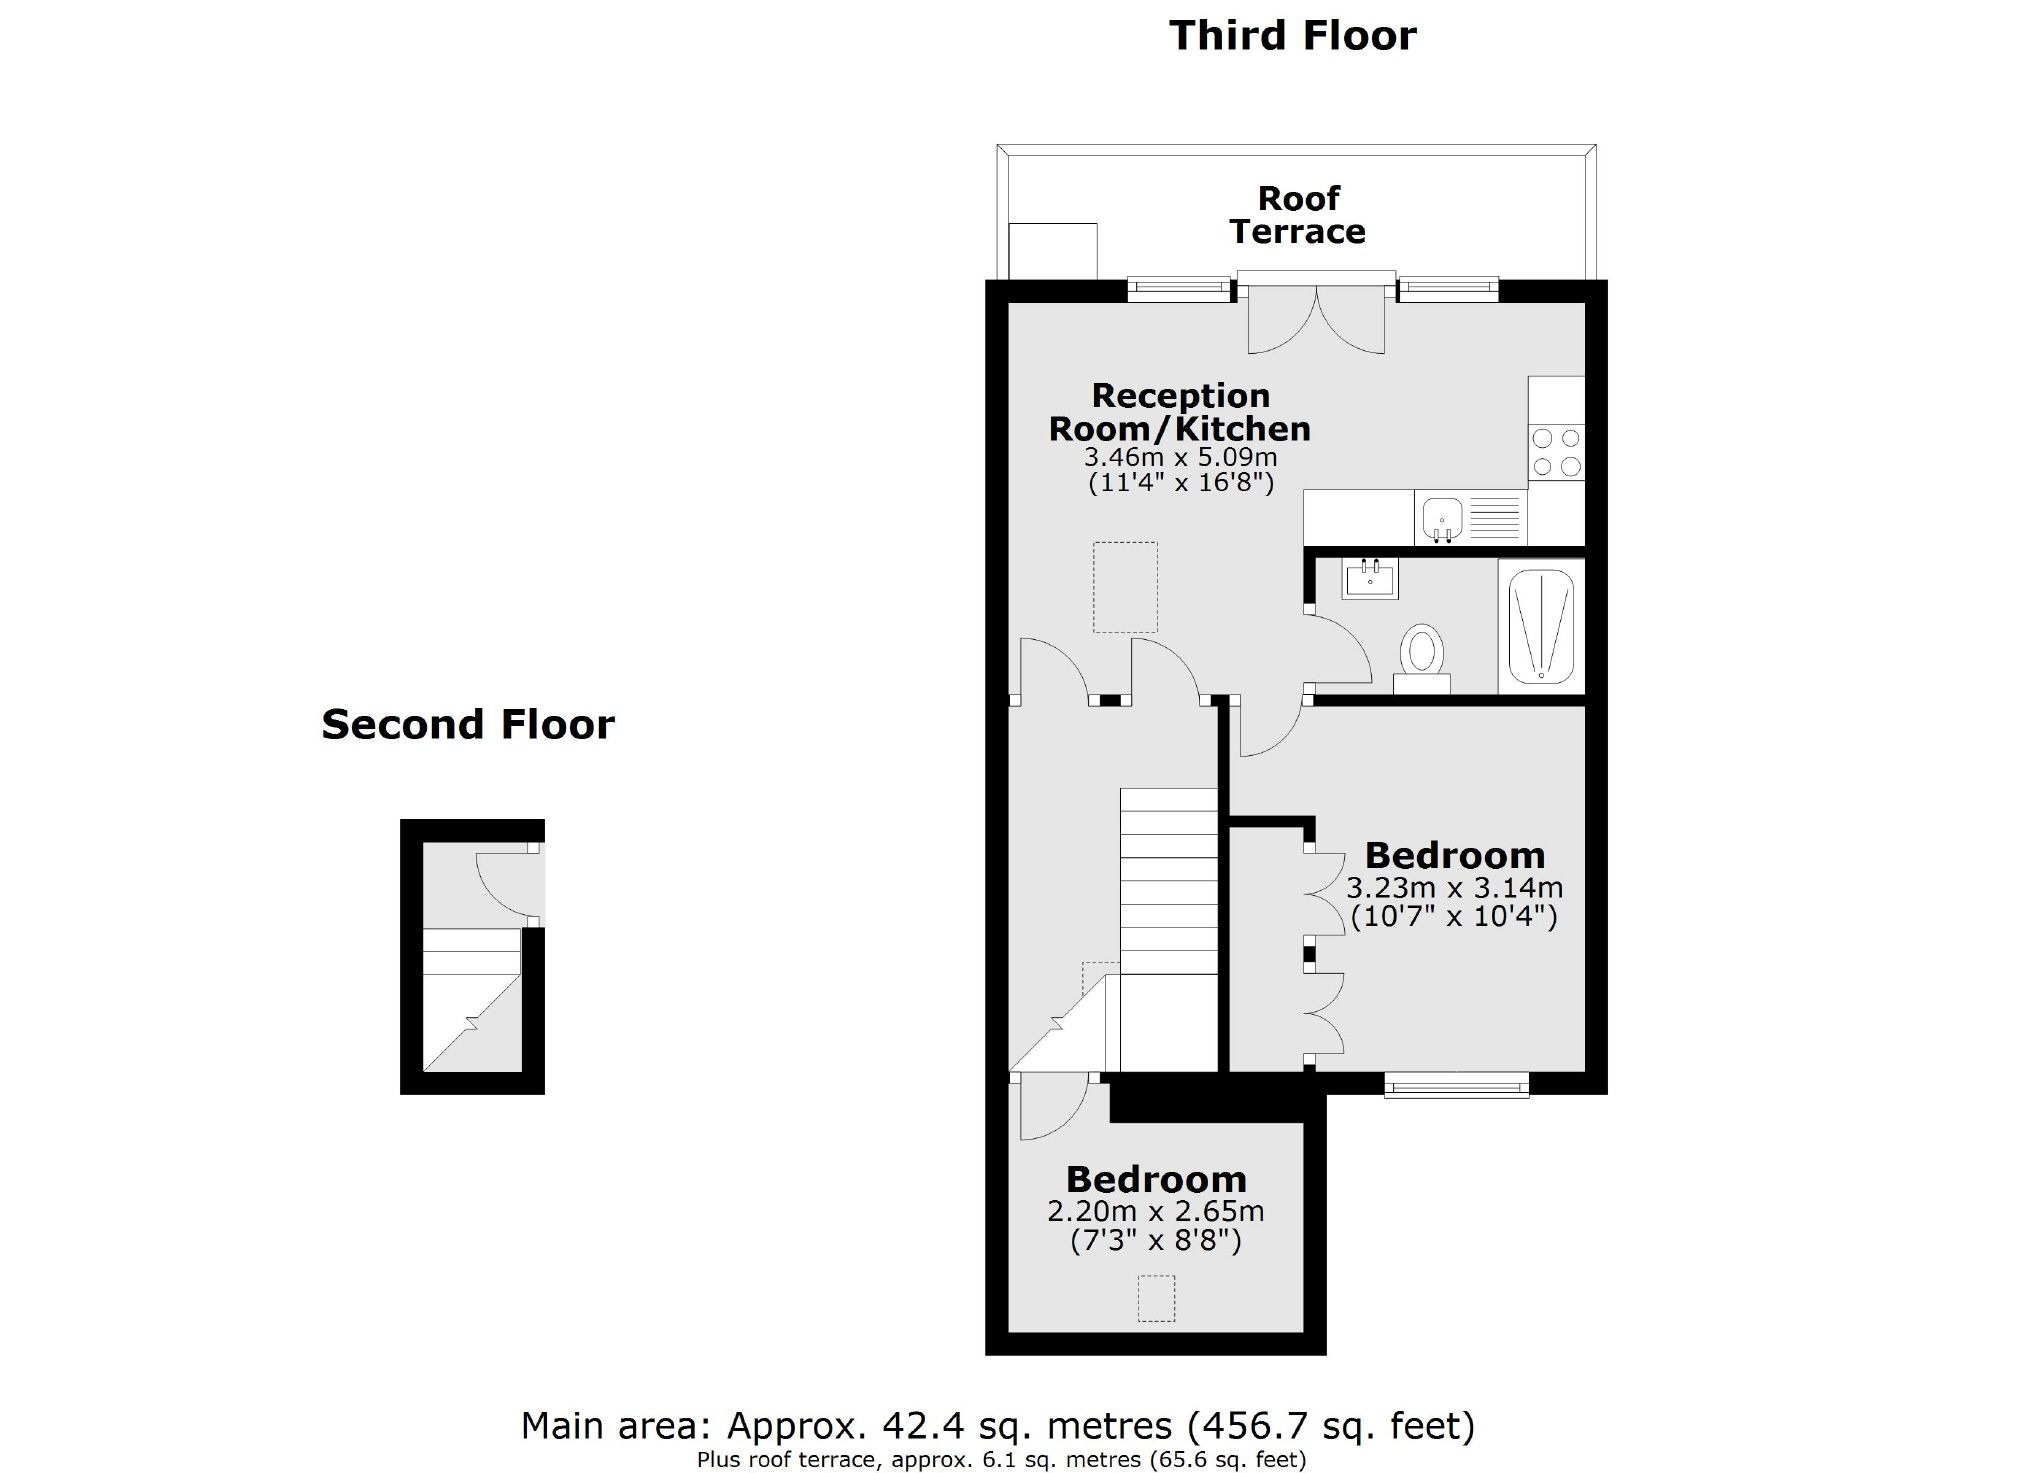 Third Floor
Roof
Terrace
Reception
Room/Kitchen
3.46m x 5.09m
(11'4" x 16'8")
Second Floor
Bedroom
3.23m x 3.14m
(10'7" x 10'4")
Bedroom
2.20m x 2.65m
(7'3" x 8'8")
Main area: Approx. 42.4 sq. metres (456.7 sq. feet)
Plus roof terrace, approx. 6.1 sq. metres (65.6 sq. feet)